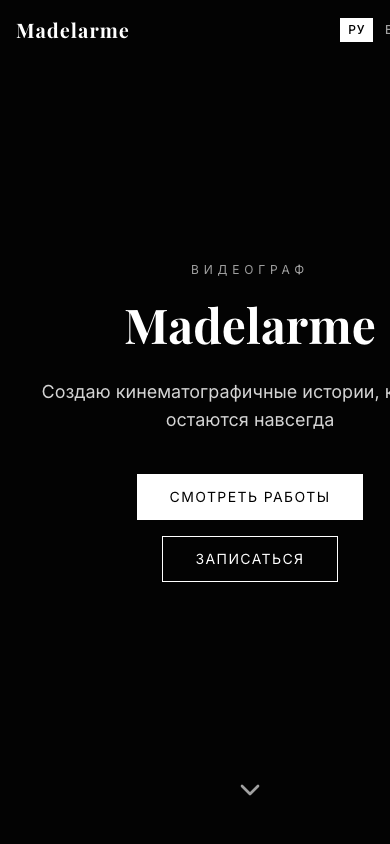 Madelarme
РУ
ВИДЕОГРАФ
Madelarme
Создаю кинематографичные истории,
остаются навсегда
СМОТРЕТЬ РАБОТЫ
ЗАПИСАТЬСЯ